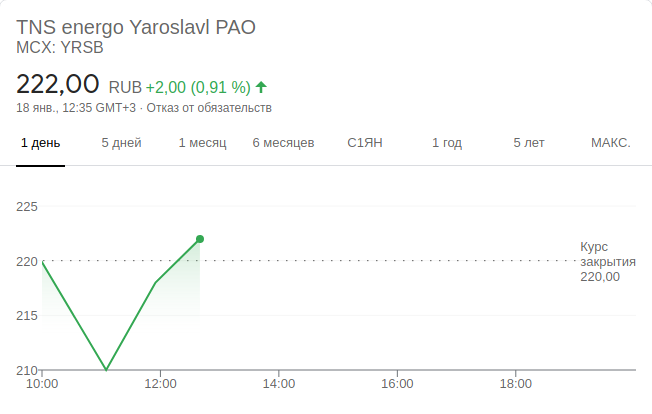 TNS energo Yaroslavl PAO
MCX: YRSB
222,00 RUB +2,00 (0,91 %) ↑
18 янв., 12:35 GMT+3 · Отказ от обязательств
1 день 5 дней 1 месяц 6 месяцев С1ЯН 1 год 5 лет МАКС.
225
220
215
210
Курс
закрытия
220,00
10:00 12:00 14:00 16:00 18:00